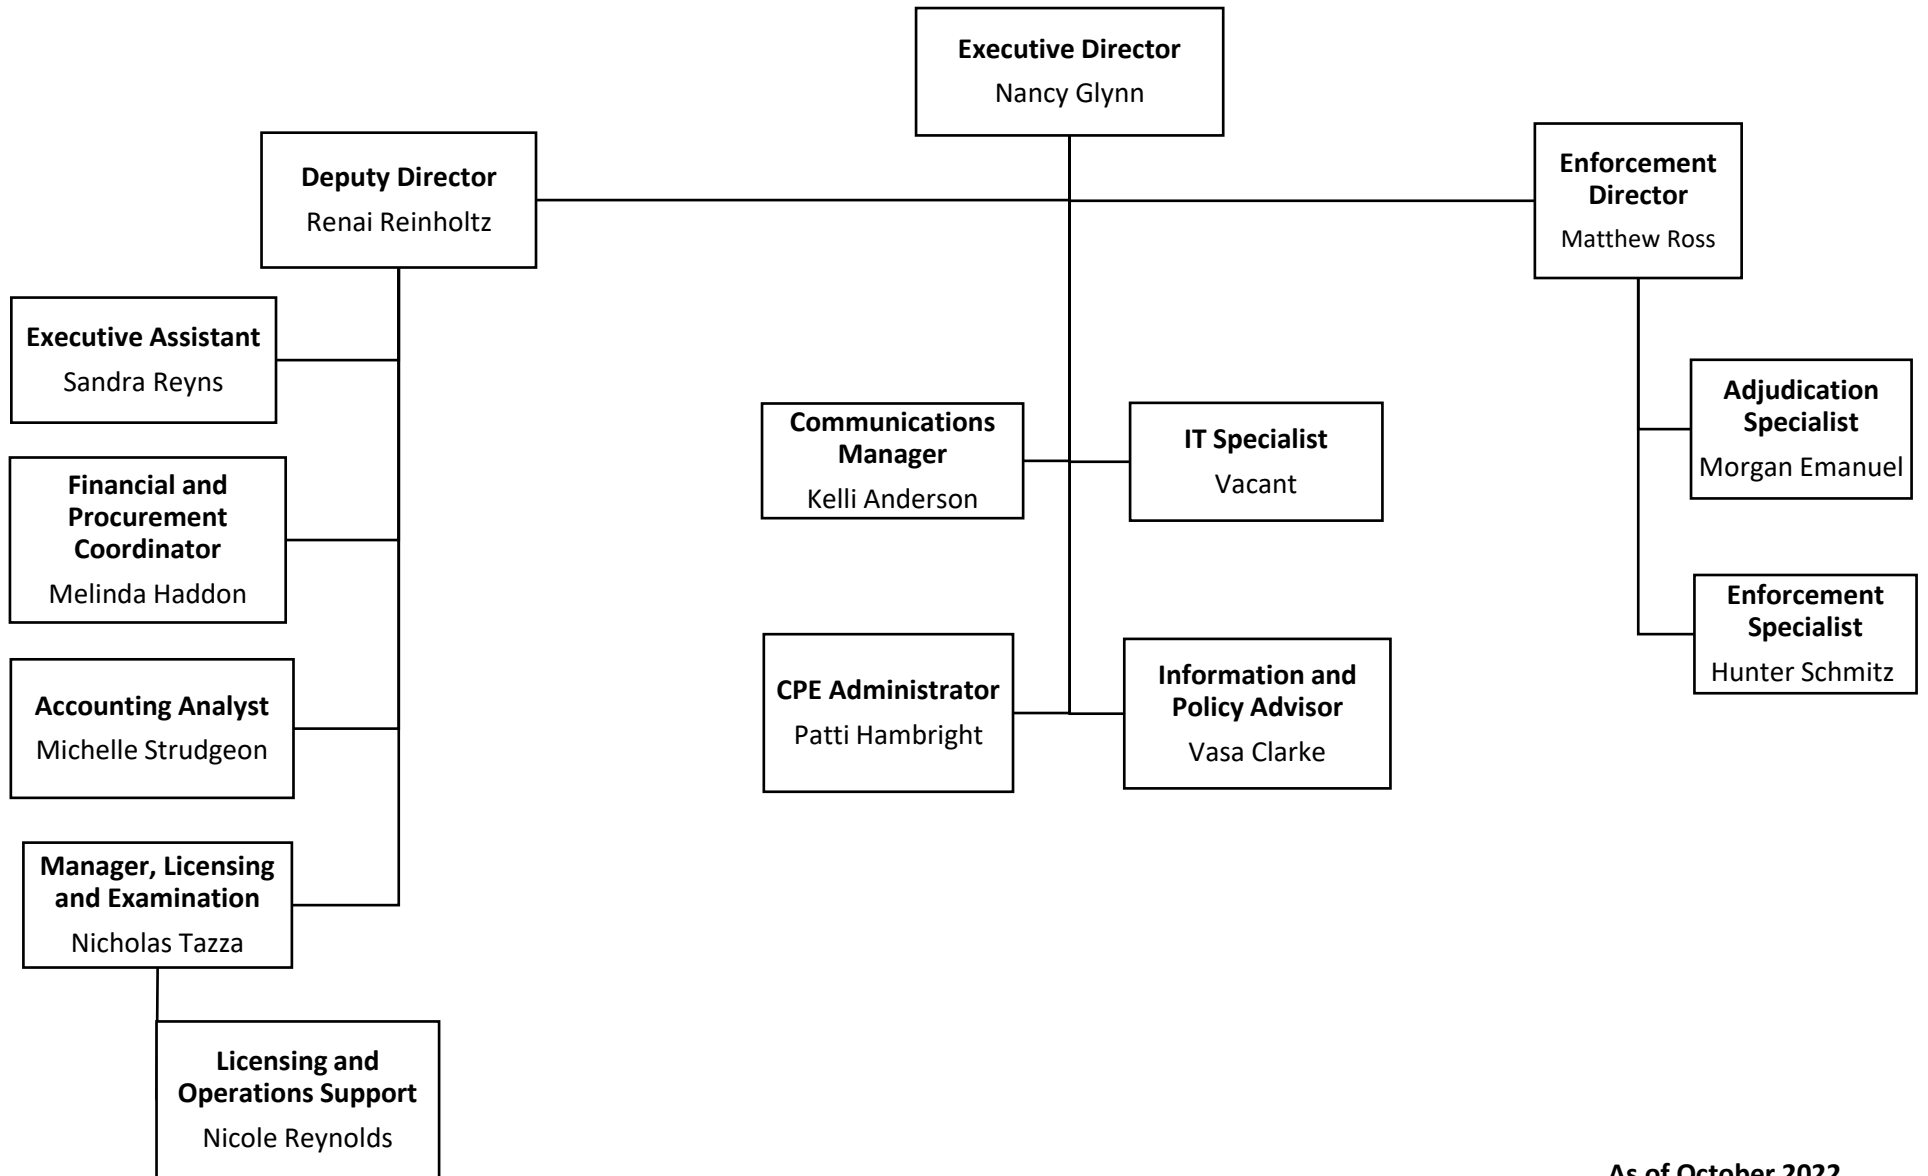 Executive Director
Nancy Glynn
Deputy Director
Renai Reinholtz
Enforcement
Director
Matthew Ross
Executive Assistant
Sandra Reyns
Financial and
Procurement
Coordinator
Melinda Haddon
Accounting Analyst
Michelle Strudgeon
Manager, Licensing
and Examination
Nicholas Tazza
Licensing and
Operations Support
Nicole Reynolds
Communications
Manager
Kelli Anderson
IT Specialist
Vacant
CPE Administrator
Patti Hambright
Information and
Policy Advisor
Vasa Clarke
Adjudication
Specialist
Morgan Emanuel
Enforcement
Specialist
Hunter Schmitz
As of October 2022